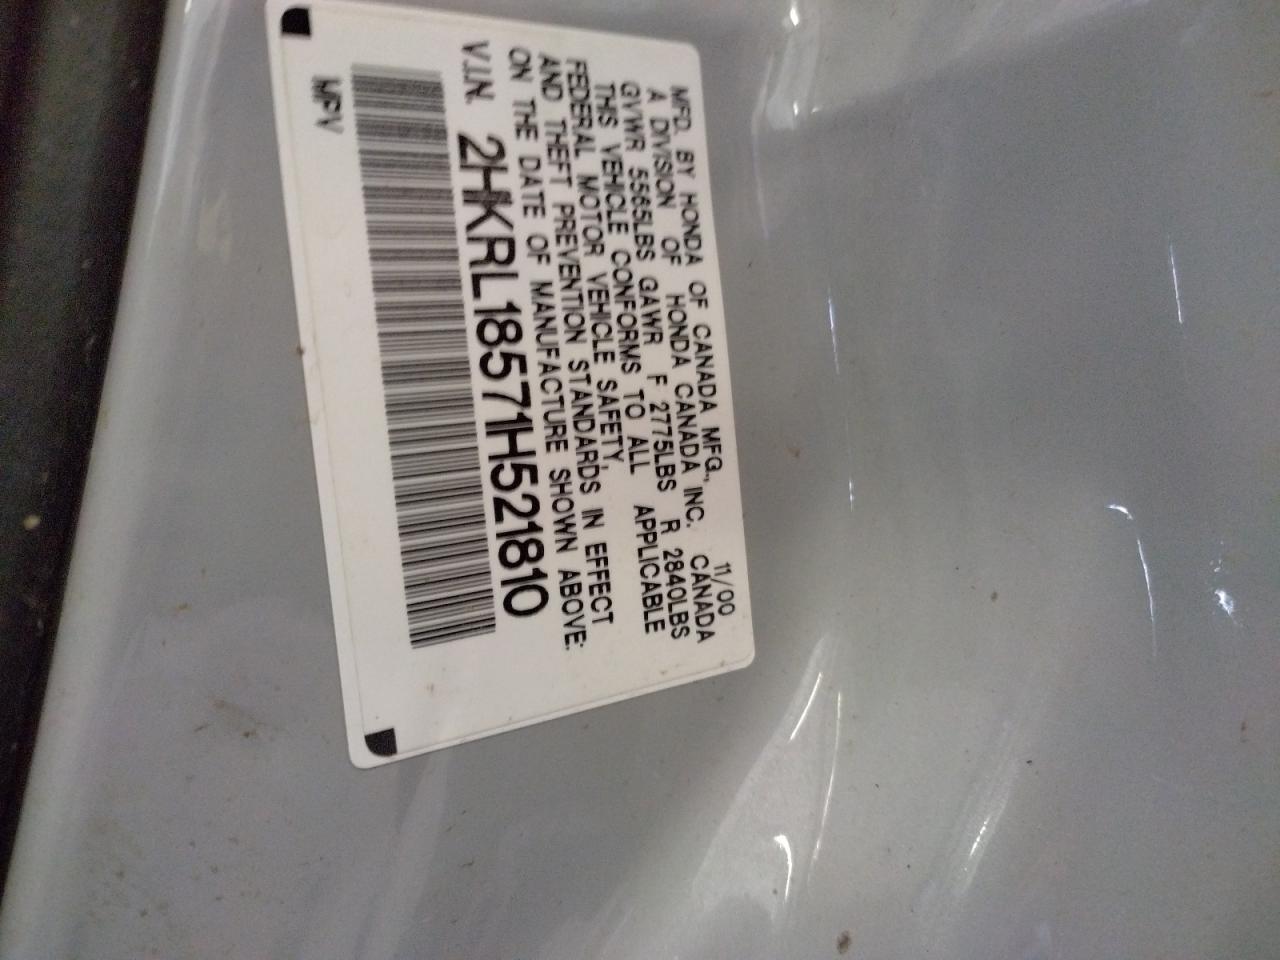 MFD. BY HONDA OF CANADA MFG., 11/00
A DIVISION OF HONDA CANADA INC. CANADA
GVWR 5565LBS GAWR F 2775LBS R 2840LBS
THIS VEHICLE CONFORMS TO ALL APPLICABLE
FEDERAL MOTOR VEHICLE SAFETY,
AND THEFT PREVENTION STANDARDS IN EFFECT
ON THE DATE OF MANUFACTURE SHOWN ABOVE:
V.I.N. 2HKRL18571H521810
MPV